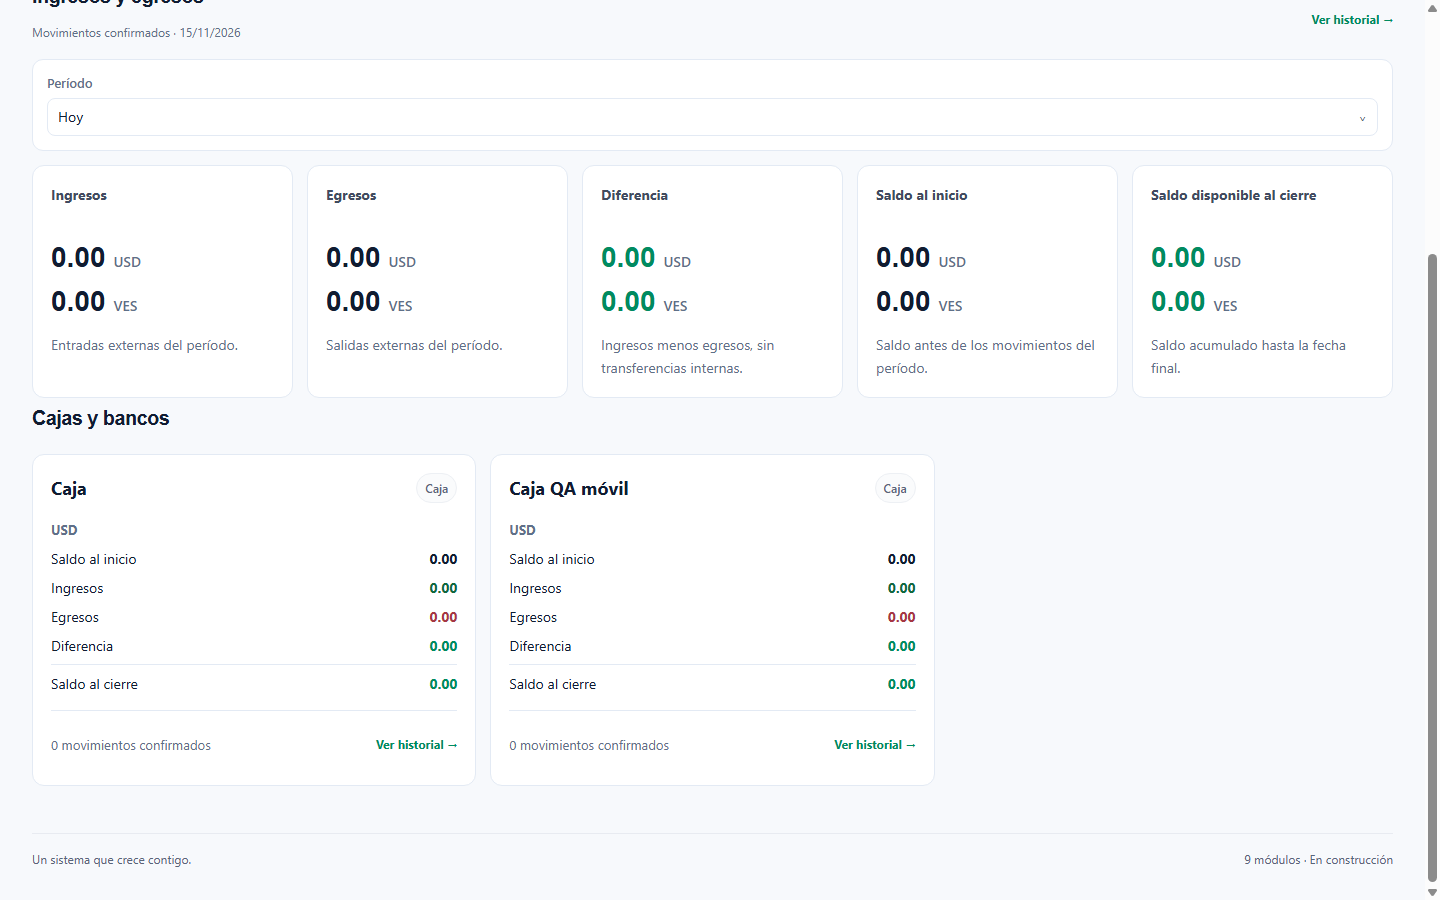 Ingresos y egresos
Ver historial →
Movimientos confirmados · 15/11/2026
Período
Hoy
Ingresos
0.00 USD
0.00 VES
Entradas externas del período.
Egresos
0.00 USD
0.00 VES
Salidas externas del período.
Diferencia
0.00 USD
0.00 VES
Ingresos menos egresos, sin
transferencias internas.
Saldo al inicio
0.00 USD
0.00 VES
Saldo antes de los movimientos del
período.
Saldo disponible al cierre
0.00 USD
0.00 VES
Saldo acumulado hasta la fecha
final.
Cajas y bancos
Caja Caja
USD
Saldo al inicio 0.00
Ingresos 0.00
Egresos 0.00
Diferencia 0.00
Saldo al cierre 0.00
0 movimientos confirmados Ver historial →
Caja QA móvil Caja
USD
Saldo al inicio 0.00
Ingresos 0.00
Egresos 0.00
Diferencia 0.00
Saldo al cierre 0.00
0 movimientos confirmados Ver historial →
Un sistema que crece contigo.
9 módulos · En construcción